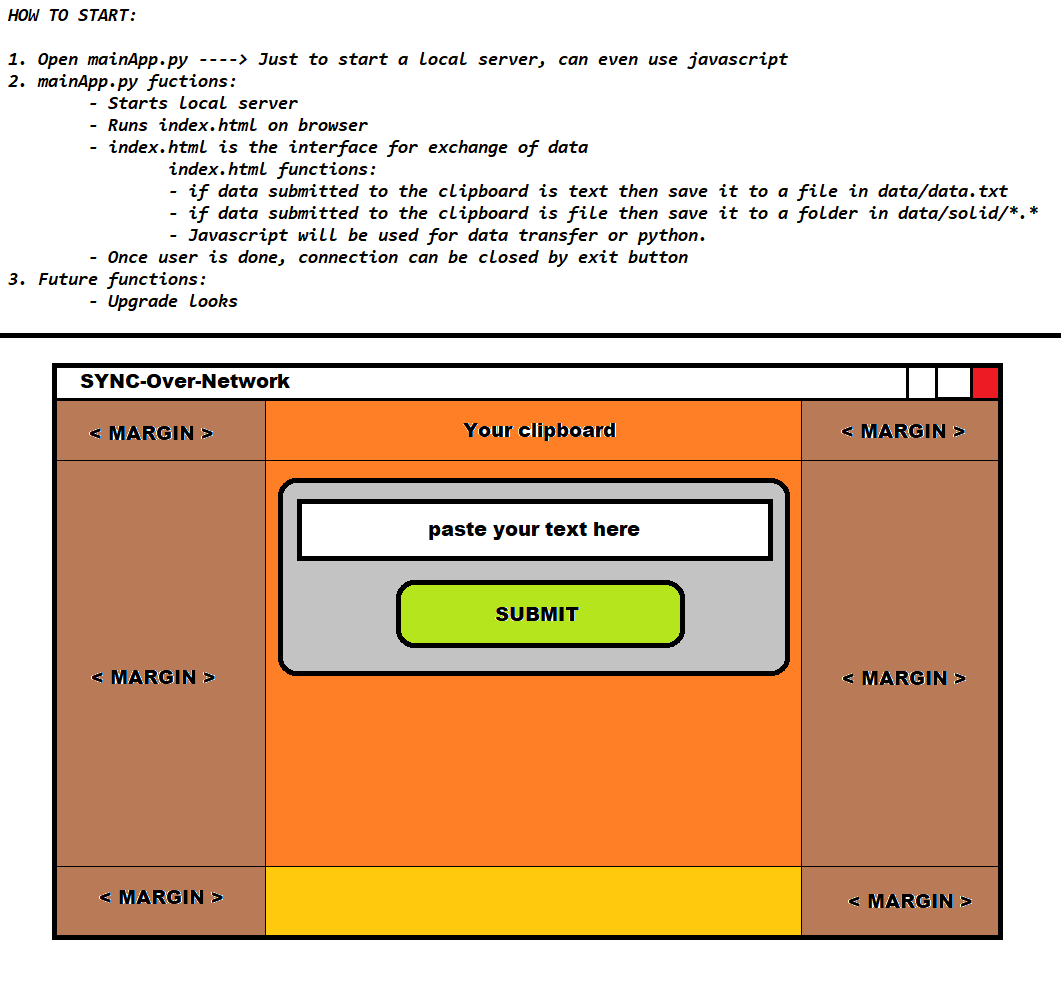 HOW TO START:
1. Open mainApp.py ----> Just to start a local server, can even use javascript
2. mainApp.py fuctions:
- Starts local server
- Runs index.html on browser
- index.html is the interface for exchange of data
index.html functions:
- if data submitted to the clipboard is text then save it to a file in data/data.txt
- if data submitted to the clipboard is file then save it to a folder in data/solid/*.*
- Javascript will be used for data transfer or python.
- Once user is done, connection can be closed by exit button
3. Future functions:
- Upgrade looks
SYNC-Over-Network
< MARGIN >
Your clipboard
< MARGIN >
paste your text here
SUBMIT
< MARGIN >
< MARGIN >
< MARGIN >
< MARGIN >